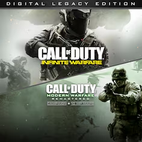 DIGITAL LEGACY EDITION
CALL OF DUTY
INFINITE WARFARE
CALL OF DUTY
MODERN WARFARE
REMASTERED